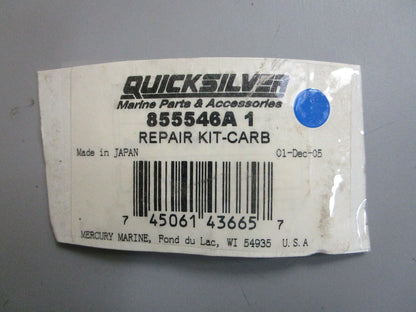 QUICKSILVER
Marine Parts & Accessories
855546A 1
REPAIR KIT-CARB
Made in JAPAN 01-Dec-05
7 45061 43665 7
MERCURY MARINE, Fond du Lac, WI 54935 U.S.A